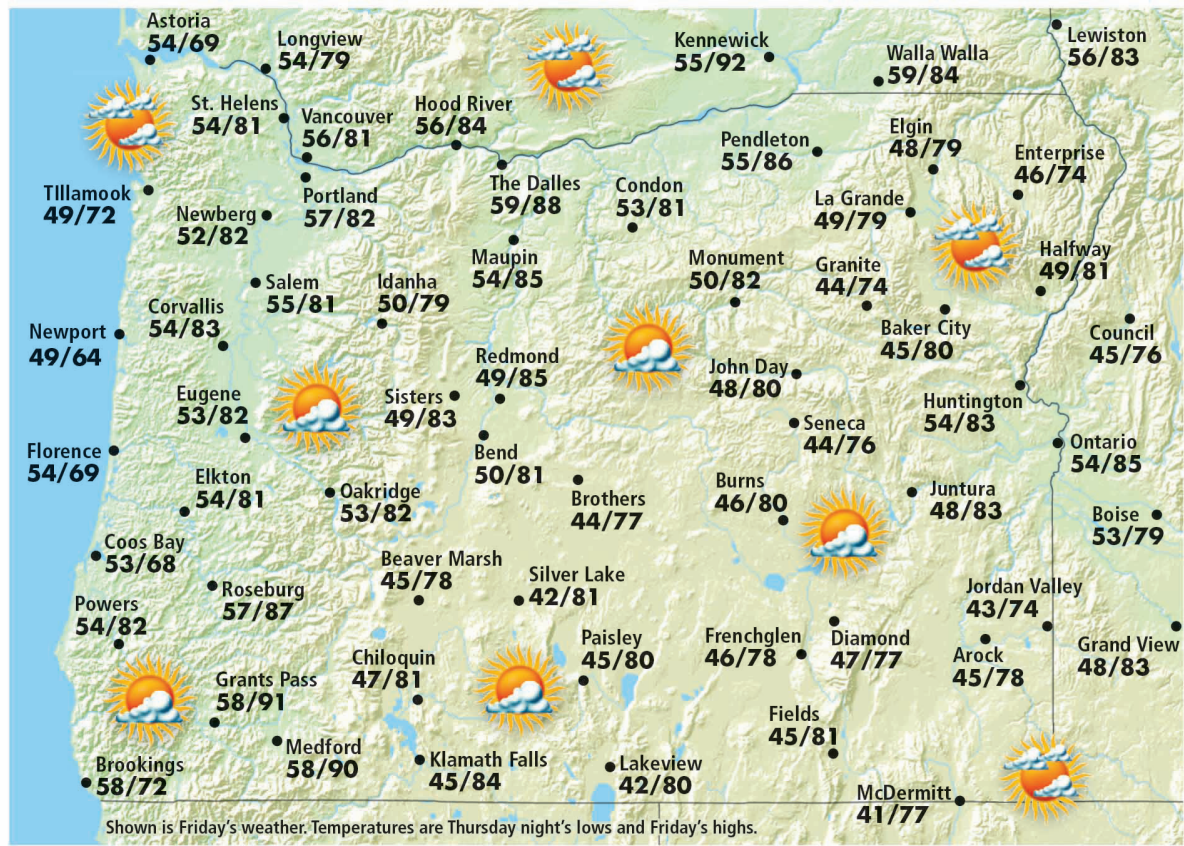 Astoria
54/69
Longview
54/79
Kennewick
55/92
Walla Walla
59/84
Lewiston
56/83
St. Helens
54/81
Vancouver
56/81
Hood River
56/84
Pendleton
55/86
Elgin
48/79
Enterprise
46/74
TIllamook
49/72
Newberg
52/82
Portland
57/82
The Dalles
59/88
Condon
53/81
La Grande
49/79
Maupin
54/85
Monument
50/82
Granite
44/74
Halfway
49/81
Salem
55/81
Idanha
50/79
Corvallis
54/83
Newport
49/64
Baker City
45/80
Council
45/76
Redmond
49/85
John Day
48/80
Eugene
53/82
Sisters
49/83
Huntington
54/83
Seneca
44/76
Ontario
54/85
Florence
54/69
Bend
50/81
Elkton
54/81
Oakridge
53/82
Brothers
44/77
Burns
46/80
Juntura
48/83
Boise
53/79
Coos Bay
53/68
Beaver Marsh
45/78
Silver Lake
42/81
Roseburg
57/87
Jordan Valley
43/74
Powers
54/82
Paisley
45/80
Frenchglen
46/78
Diamond
47/77
Arock
45/78
Grand View
48/83
Chiloquin
47/81
Grants Pass
58/91
Fields
45/81
Medford
58/90
Klamath Falls
45/84
Lakeview
42/80
Brookings
58/72
McDermitt
41/77
Shown is Friday's weather. Temperatures are Thursday night's lows and Friday's highs.